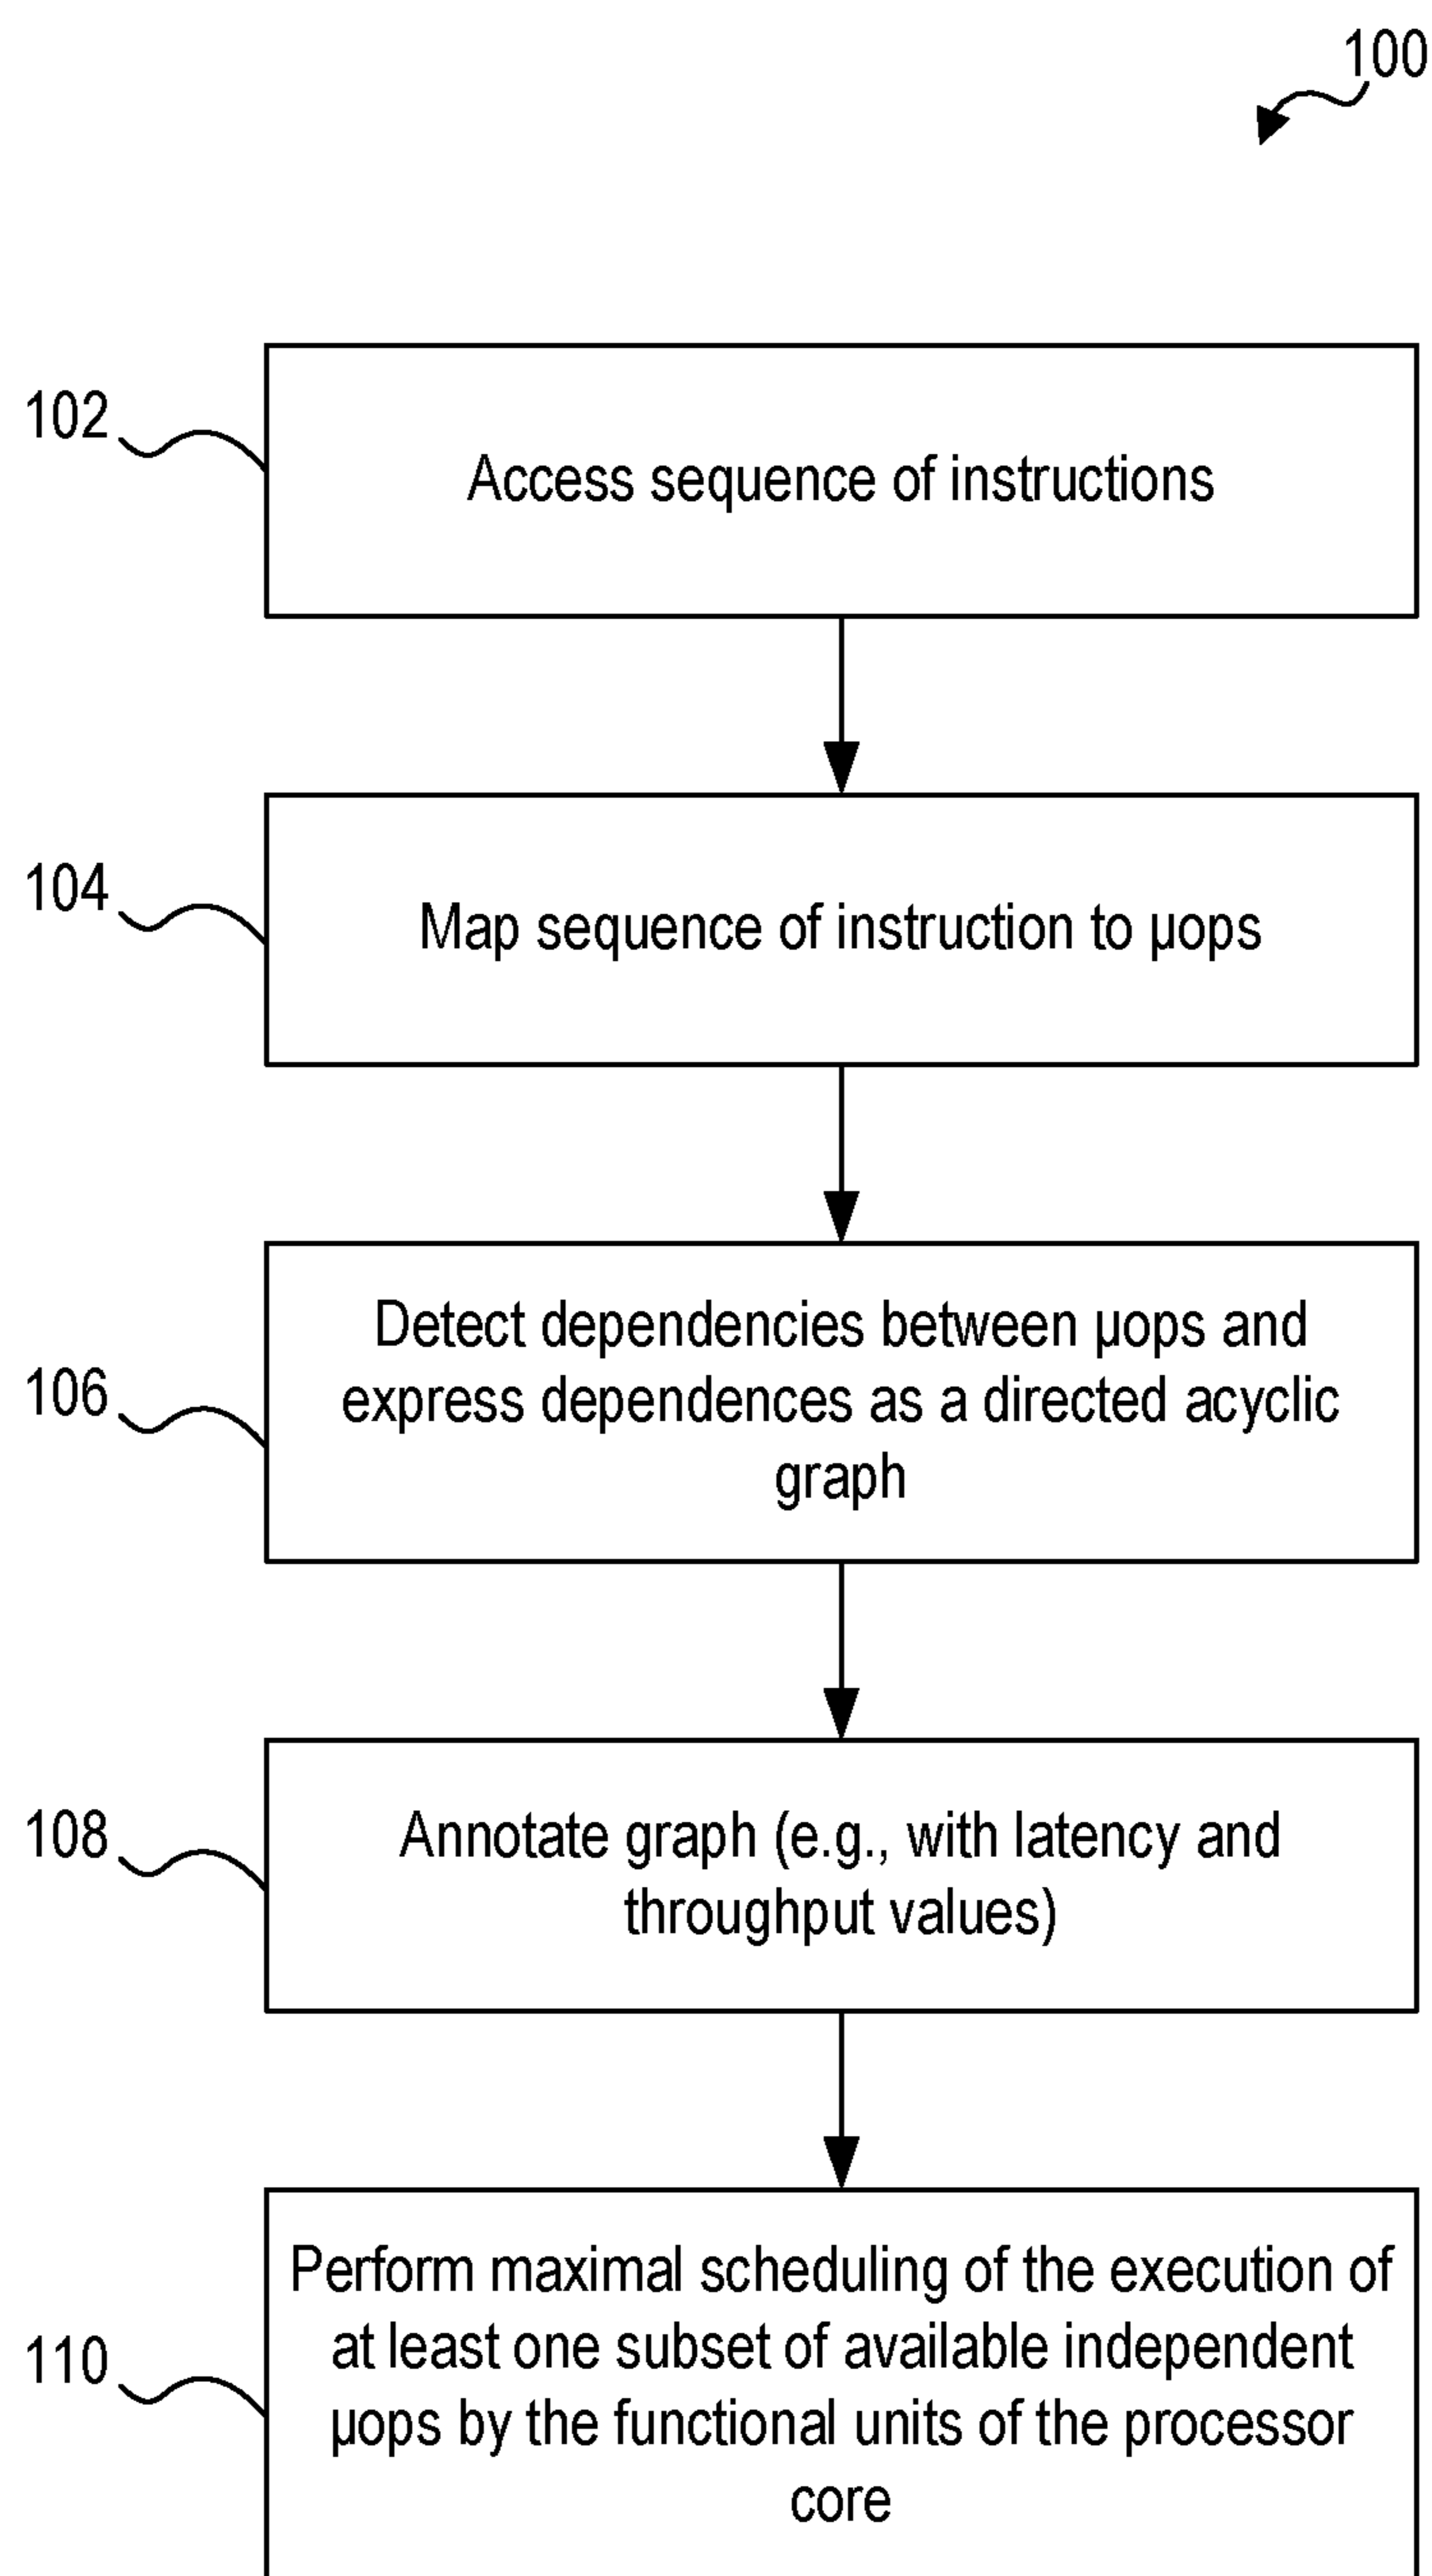 100
102
Access sequence of instructions
104
Map sequence of instruction to µops
106
Detect dependencies between µops and
express dependences as a directed acyclic
graph
108
Annotate graph (e.g., with latency and
throughput values)
110
Perform maximal scheduling of the execution of
at least one subset of available independent
µops by the functional units of the processor
core